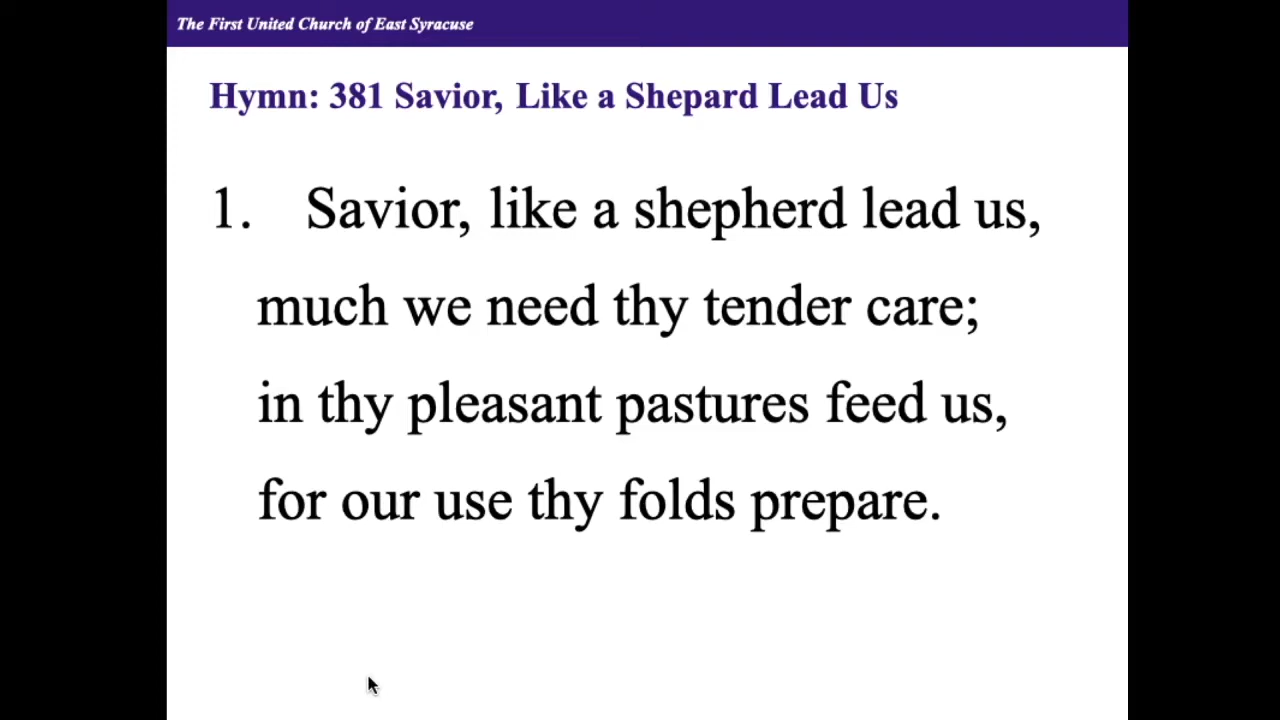 The First United Church of East Syracuse
Hymn: 381 Savior, Like a Shepard Lead Us
1. Savior, like a shepherd lead us,
much we need thy tender care;
in thy pleasant pastures feed us,
for our use thy folds prepare.